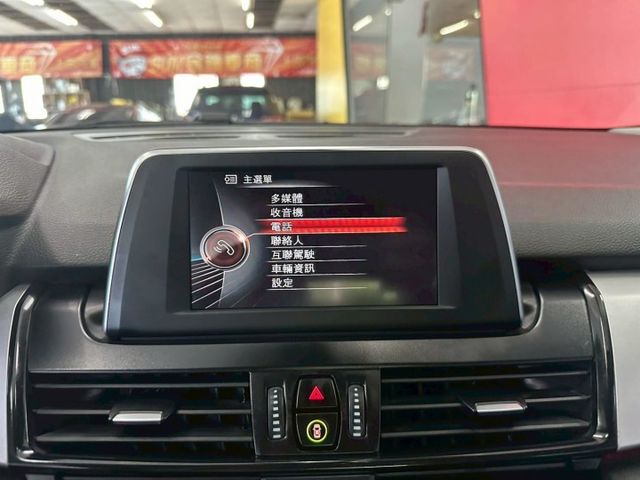 主選單
多媒體
收音機
電話
聯絡人
互聯駕駛
車輛資訊
設定